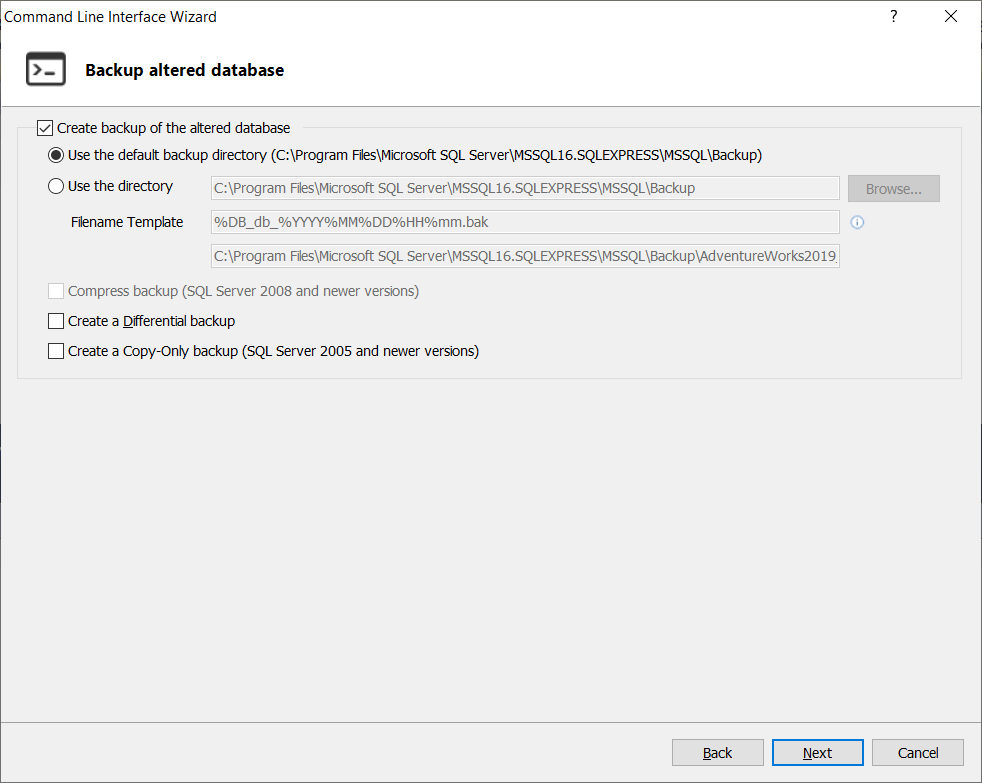 Command Line Interface Wizard
?
Backup altered database
Create backup of the altered database
Use the default backup directory (C:\Program Files\Microsoft SQL Server\MSSQL16.SQLEXPRESS\MSSQL\Backup)
Use the directory C:\Program Files\Microsoft SQL Server\MSSQL16.SQLEXPRESS\MSSQL\Backup Browse...
Filename Template %DB_db_%YYYY%MM%DD%HH%mm.bak
C:\Program Files\Microsoft SQL Server\MSSQL16.SQLEXPRESS\MSSQL\Backup\AdventureWorks2019_
Compress backup (SQL Server 2008 and newer versions)
Create a Differential backup
Create a Copy-Only backup (SQL Server 2005 and newer versions)
Back Next Cancel